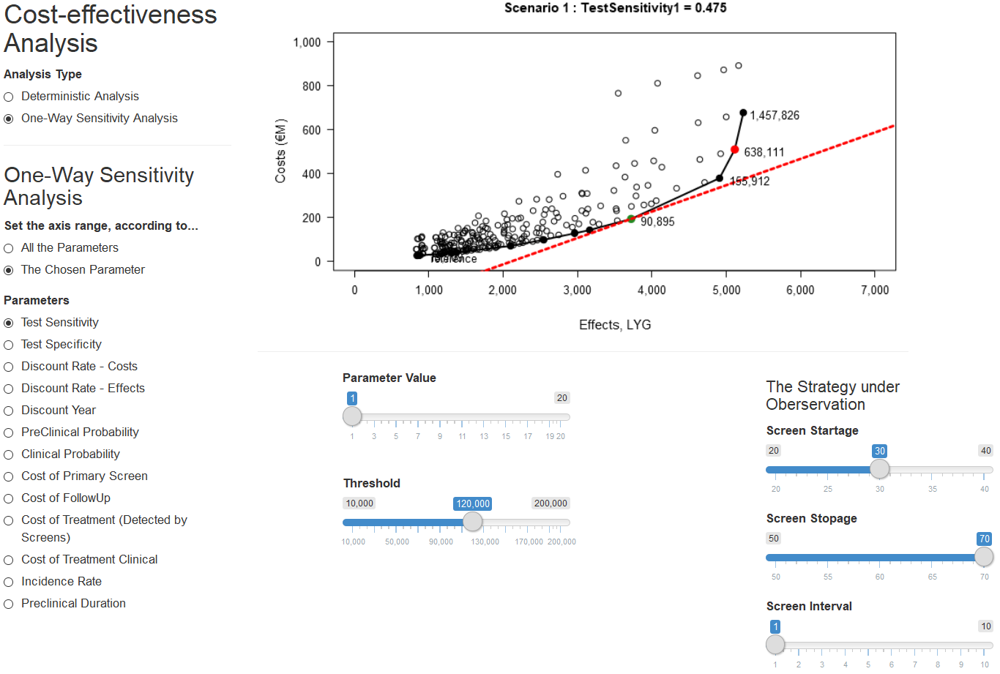 Cost-effectiveness
Analysis
Analysis Type
Deterministic Analysis
One-Way Sensitivity Analysis
One-Way Sensitivity
Analysis
Set the axis range, according to...
All the Parameters
The Chosen Parameter
Parameters
Test Sensitivity
Test Specificity
Discount Rate - Costs
Discount Rate - Effects
Discount Year
PreClinical Probability
Clinical Probability
Cost of Primary Screen
Cost of FollowUp
Cost of Treatment (Detected by
Screens)
Cost of Treatment Clinical
Incidence Rate
Preclinical Duration
Scenario 1 : TestSensitivity1 = 0.475
Costs (€M)
1,000
800
600
400
200
0
1,457,826
638,111
155,912
90,895
reference
0 1,000 2,000 3,000 4,000 5,000 6,000 7,000
Effects, LYG
Parameter Value
1 20
1 3 5 7 9 11 13 15 17 19 20
Threshold
10,000 120,000 200,000
10,000 50,000 90,000 130,000 170,000 200,000
The Strategy under
Oberservation
Screen Startage
20 30 40
20 25 30 35 40
Screen Stopage
50 70
50 55 60 65 70
Screen Interval
1 10
1 2 3 4 5 6 7 8 9 10